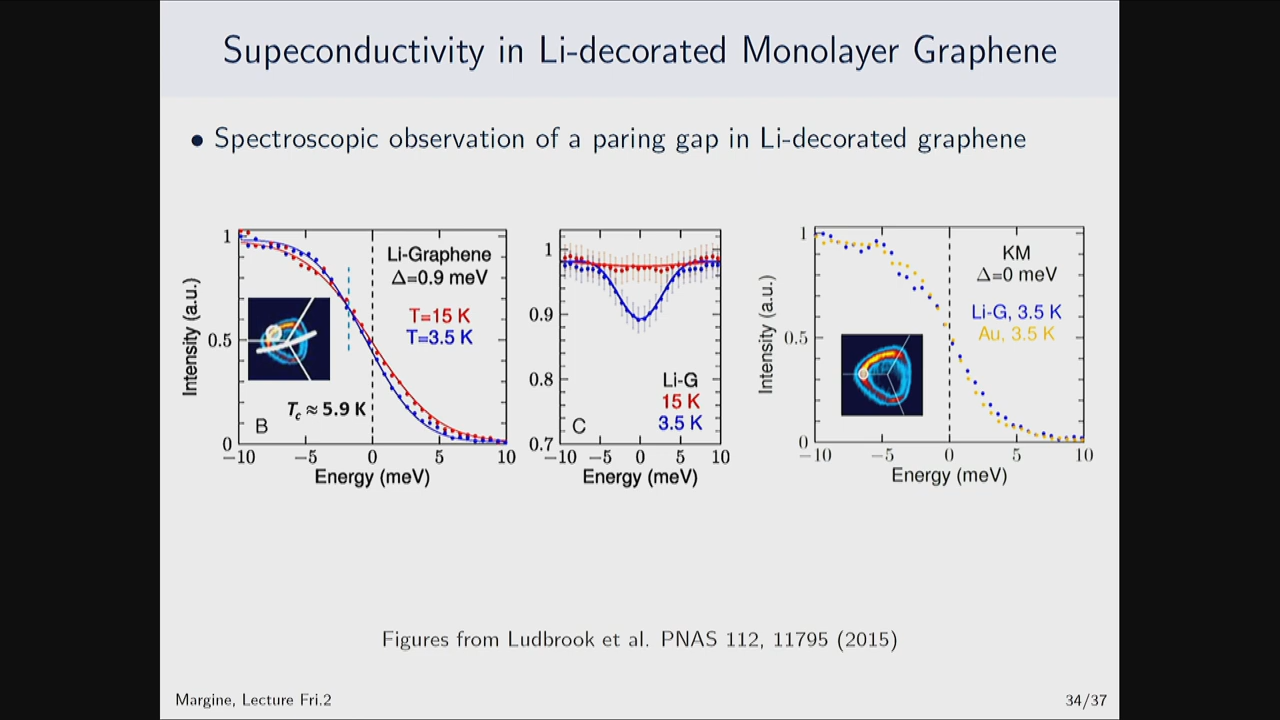 Supeconductivity in Li-decorated Monolayer Graphene
• Spectroscopic observation of a paring gap in Li-decorated graphene
Intensity (a.u.)
1
0.5
0
Li-Graphene
Δ=0.9 meV
T=15 K
T=3.5 K
Tc ≈ 5.9 K
B
−10 −5 0 5 10
Energy (meV)
1
0.9
0.8
0.7
Li-G
15 K
3.5 K
C
−10 −5 0 5 10
Energy (meV)
Intensity (a.u.)
1
0.5
0
KM
Δ=0 meV
Li-G, 3.5 K
Au, 3.5 K
−10 −5 0 5 10
Energy (meV)
Figures from Ludbrook et al. PNAS 112, 11795 (2015)
Margine, Lecture Fri.2
34/37